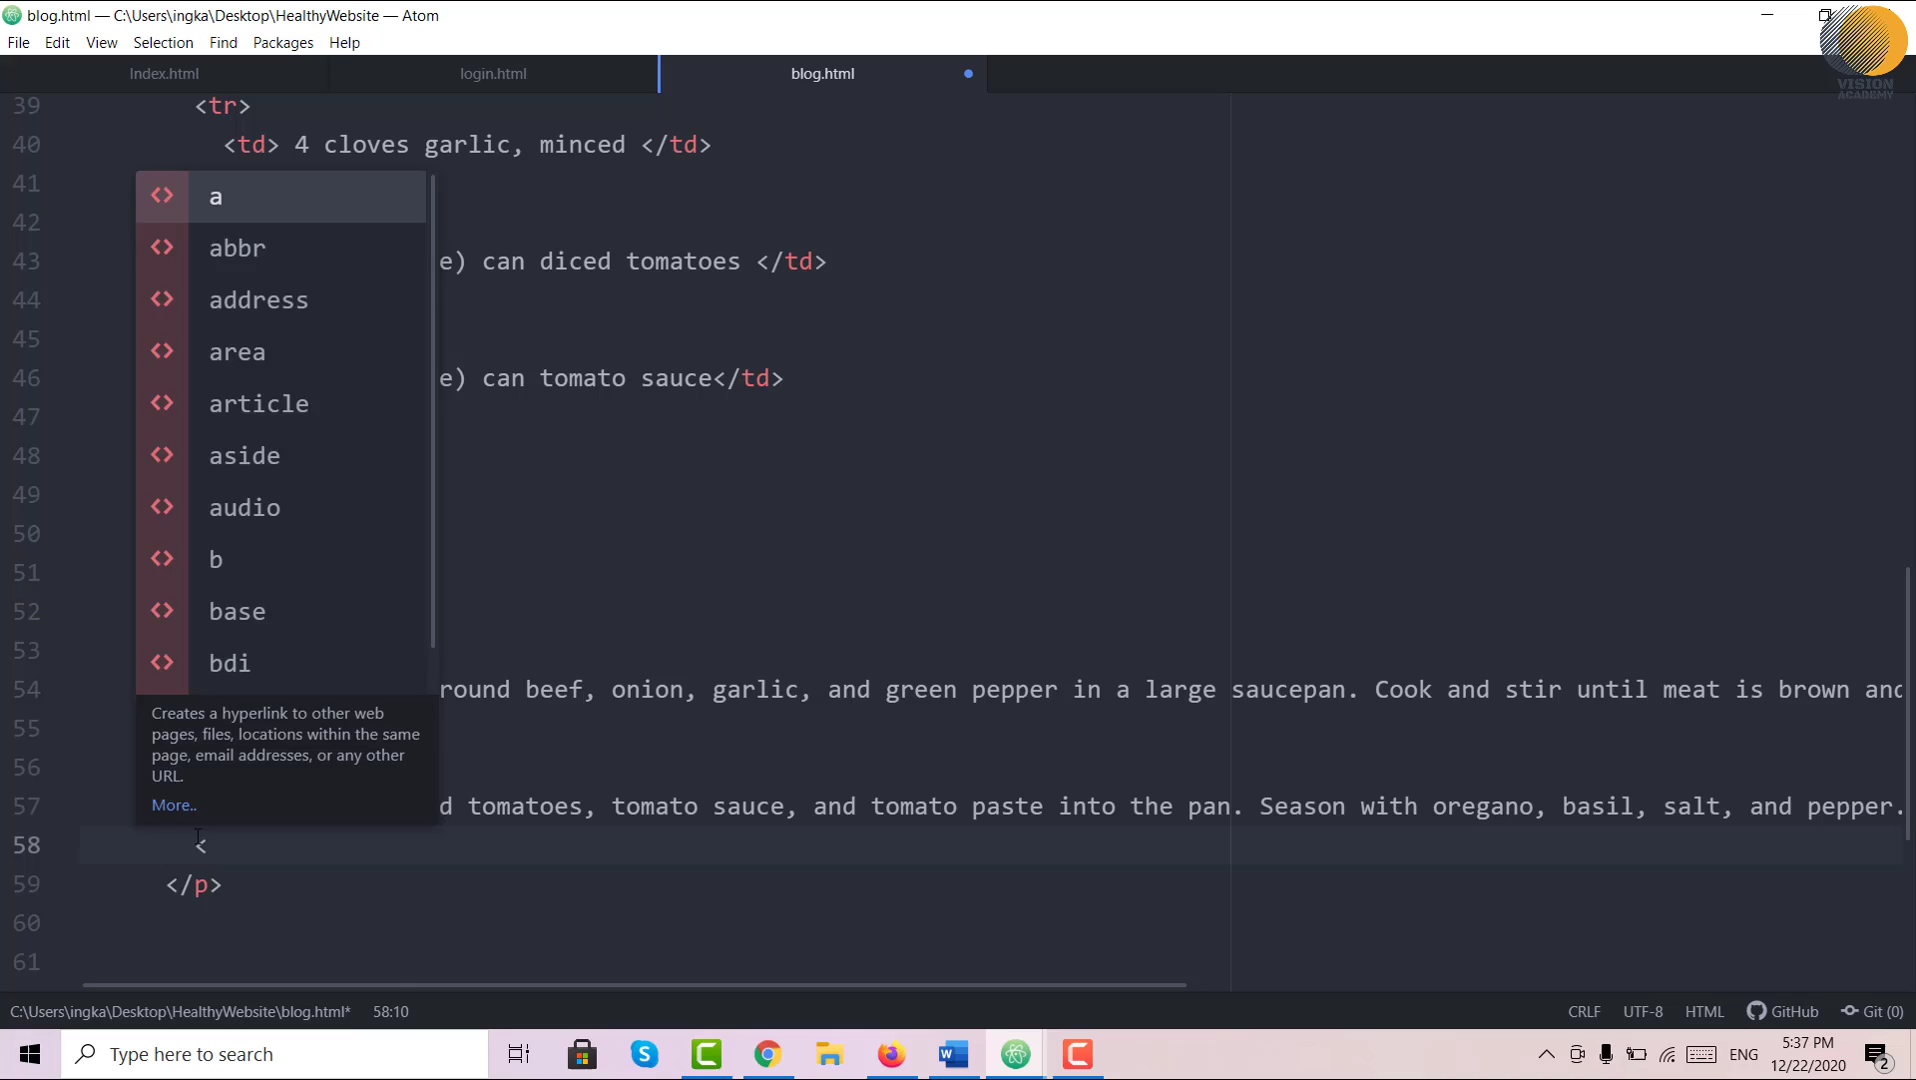 blog.html — C:\Users\ingka\Desktop\HealthyWebsite — Atom
File Edit View Selection Find Packages Help
VISION
ACADEMY
Index.html login.html blog.html
39 <tr>
40 <td> 4 cloves garlic, minced </td>
41
a
42
abbr
43 e) can diced tomatoes </td>
44 address
45
area
46 e) can tomato sauce</td>
article
47
48 aside
49
audio
50
51 b
52 base
53
bdi
54 round beef, onion, garlic, and green pepper in a large saucepan. Cook and stir until meat is brown and
Creates a hyperlink to other web
55 pages, files, locations within the same
page, email addresses, or any other
56 URL.
57 d tomatoes, tomato sauce, and tomato paste into the pan. Season with oregano, basil, salt, and pepper.
More..
58 <
59 </p>
60
61
C:\Users\ingka\Desktop\HealthyWebsite\blog.html* 58:10 CRLF UTF-8 HTML GitHub Git (0)
Type here to search ENG 5:37 PM
12/22/2020 2